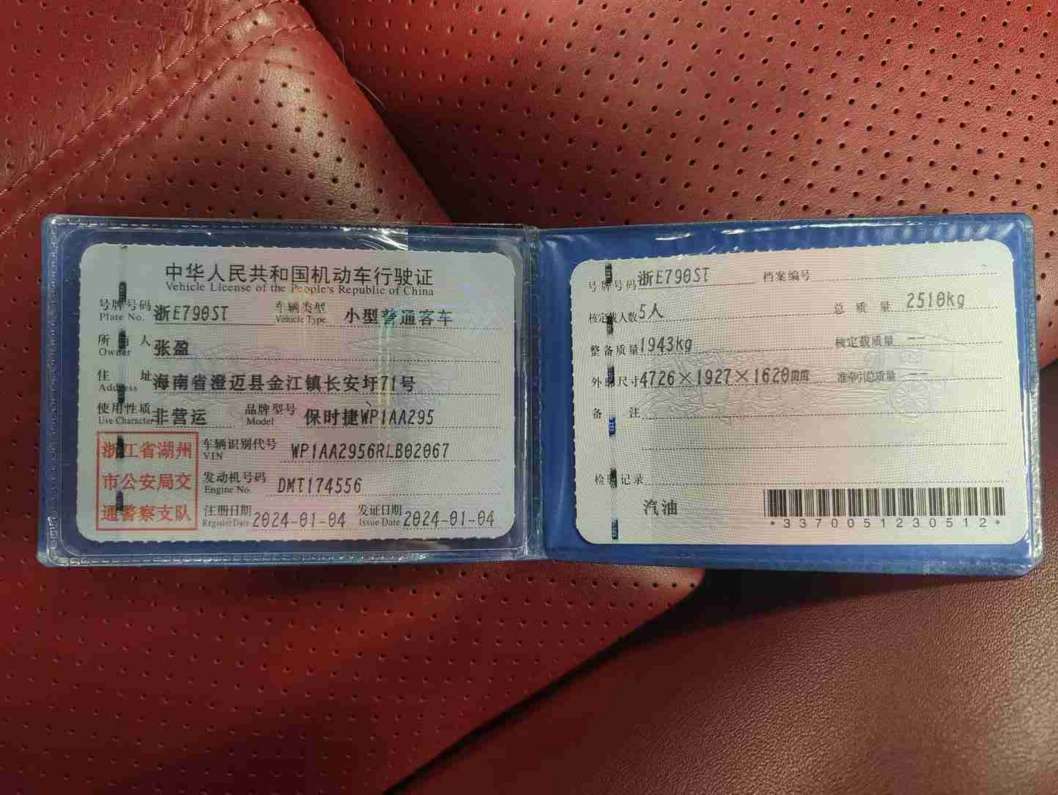 中华人民共和国机动车行驶证
Vehicle License of the People's Republic of China
号牌号码 浙E790ST 车辆类型 小型普通客车
Plate No. Vehicle Type
所有人 张盈
Owner
住址 海南省澄迈县金江镇长安圩71号
Address
使用性质 非营运 品牌型号 保时捷WP1AA295
Use Character Model
浙江省湖州市公安局交通警察支队
车辆识别代号 WP1AA2956RLB02067
VIN
发动机号码 DMT174556
Engine No.
注册日期 2024-01-04 发证日期 2024-01-04
Register Date Issue Date
号牌号码 浙E790ST 档案编号
核定载人数 5人 总质量 2510kg
整备质量 1943kg 核定载质量 --
外廓尺寸 4726×1927×1620mm 准牵引总质量 --
备注
检验记录
汽油
*3370051230512*